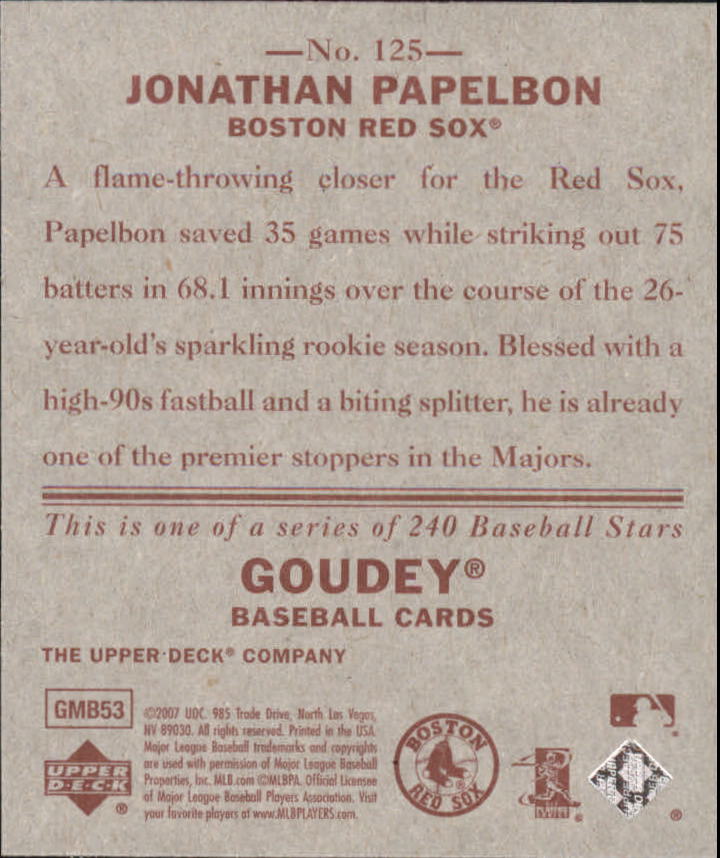 —No. 125—
JONATHAN PAPELBON
BOSTON RED SOX®
A flame-throwing closer for the Red Sox,
Papelbon saved 35 games while striking out 75
batters in 68.1 innings over the course of the 26-
year-old's sparkling rookie season. Blessed with a
high-90s fastball and a biting splitter, he is already
one of the premier stoppers in the Majors.
This is one of a series of 240 Baseball Stars
GOUDEY®
BASEBALL CARDS
THE UPPER DECK® COMPANY
GMB53
©2007 UDC. 985 Trade Drive, North Las Vegas,
NV 89030. All rights reserved. Printed in the USA.
Major League Baseball trademarks and copyrights
are used with permission of Major League Baseball
Properties, Inc. MLB.com ©MLBPA. Official Licensee
of Major League Baseball Players Association. Visit
your favorite players at www.MLBPLAYERS.com.
UPPER
D·E·C·K
®
BOSTON
RED SOX
®
®